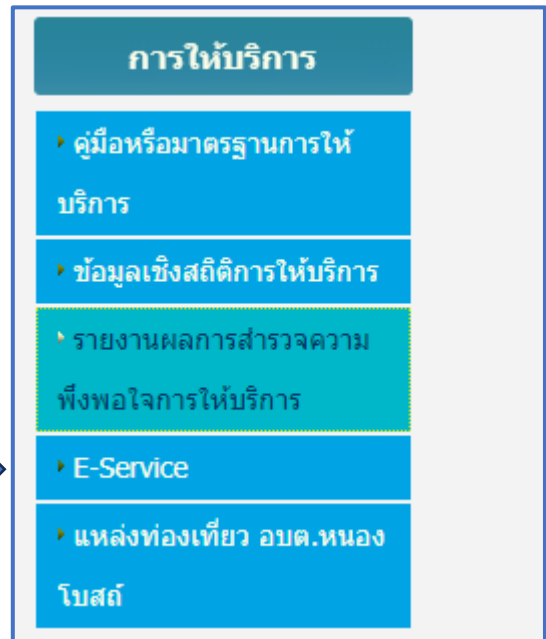 การให้บริการ
คู่มือหรือมาตรฐานการให้
บริการ
ข้อมูลเชิงสถิติการให้บริการ
รายงานผลการสำรวจความ
พึงพอใจการให้บริการ
E-Service
แหล่งท่องเที่ยว อบต.หนอง
โบสถ์